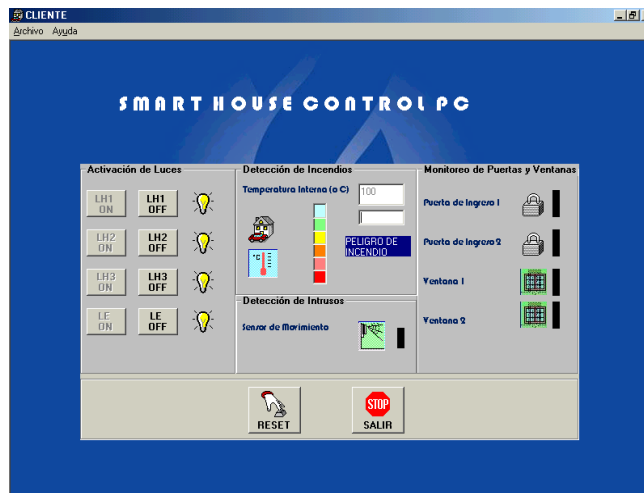 CLIENTE
Archivo Ayuda
SMART HOUSE CONTROL PC
Activación de Luces
LH1 ON
LH1 OFF
LH2 ON
LH2 OFF
LH3 ON
LH3 OFF
LE ON
LE OFF
Detección de Incendios
Temperatura Interna (o C)
100
°C
PELIGRO DE
INCENDIO
Detección de Intrusos
Sensor de Movimiento
Monitoreo de Puertas y Ventanas
Puerta de Ingreso 1
Puerta de Ingreso 2
Ventana 1
Ventana 2
RESET
STOP
SALIR